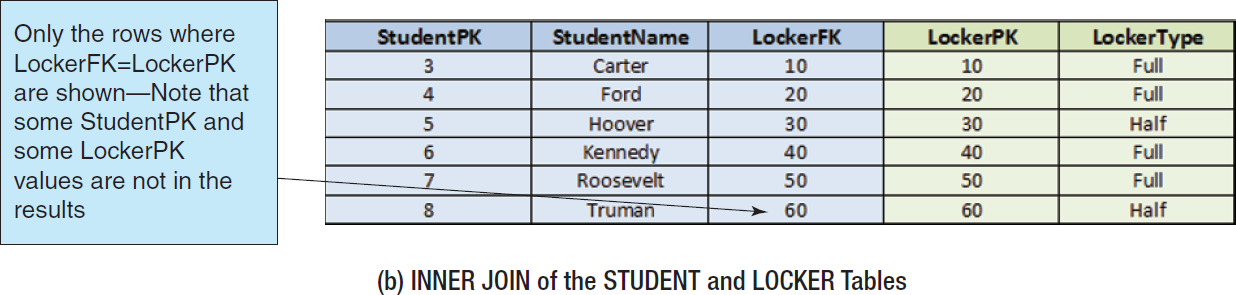 Only the rows where
LockerFK=LockerPK
are shown—Note that
some StudentPK and
some LockerPK
values are not in the
results
StudentPK StudentName LockerFK LockerPK LockerType
3 Carter 10 10 Full
4 Ford 20 20 Full
5 Hoover 30 30 Half
6 Kennedy 40 40 Full
7 Roosevelt 50 50 Full
8 Truman 60 60 Half
(b) INNER JOIN of the STUDENT and LOCKER Tables